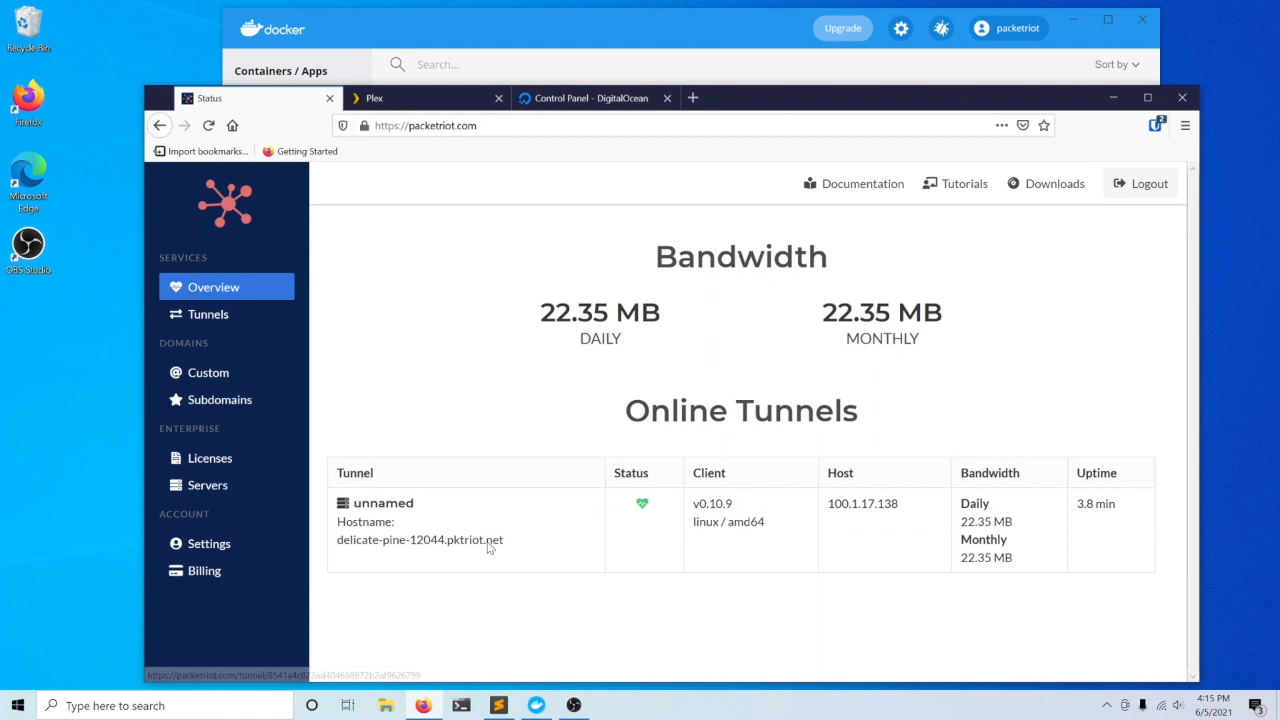 Recycle Bin
Firefox
Microsoft
Edge
OBS Studio
docker
Upgrade
packetriot
Containers / Apps
Search...
Sort by
Status
Plex
Control Panel - DigitalOcean
https://packetriot.com
2
Import bookmarks...
Getting Started
Documentation
Tutorials
Downloads
Logout
SERVICES
Overview
Tunnels
DOMAINS
Custom
Subdomains
ENTERPRISE
Licenses
Servers
ACCOUNT
Settings
Billing
Bandwidth
22.35 MB
DAILY
22.35 MB
MONTHLY
Online Tunnels
Tunnel
Status
Client
Host
Bandwidth
Uptime
unnamed
Hostname:
delicate-pine-12044.pktriot.net
v0.10.9
linux / amd64
100.1.17.138
Daily
22.35 MB
Monthly
22.35 MB
3.8 min
Type here to search
4:15 PM
6/5/2021
3